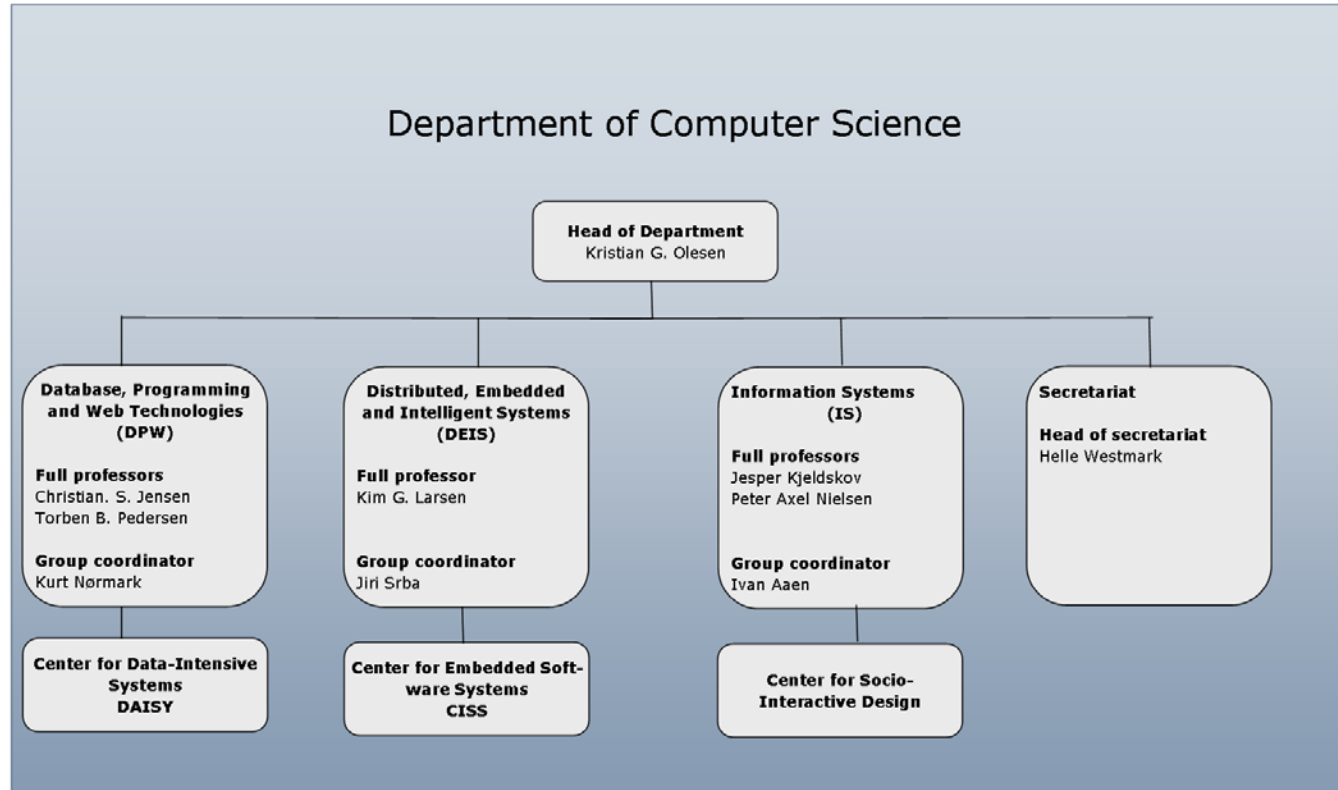 Department of Computer Science
Head of Department
Kristian G. Olesen
Database, Programming
and Web Technologies
(DPW)
Full professors
Christian. S. Jensen
Torben B. Pedersen
Group coordinator
Kurt Nørmark
Distributed, Embedded
and Intelligent Systems
(DEIS)
Full professor
Kim G. Larsen
Group coordinator
Jiri Srba
Information Systems
(IS)
Full professors
Jesper Kjeldskov
Peter Axel Nielsen
Group coordinator
Ivan Aaen
Secretariat
Head of secretariat
Helle Westmark
Center for Data-Intensive
Systems
DAISY
Center for Embedded Soft-
ware Systems
CISS
Center for Socio-
Interactive Design